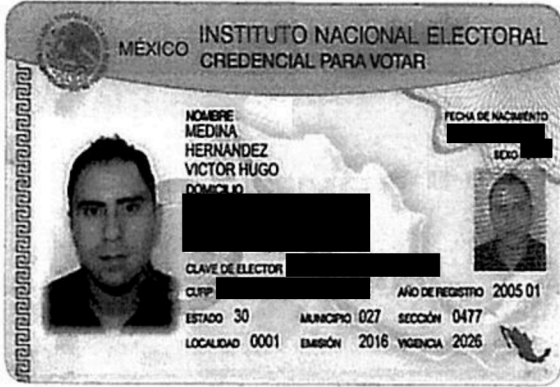 MÉXICO
INSTITUTO NACIONAL ELECTORAL
CREDENCIAL PARA VOTAR
NOMBRE
MEDINA
HERNANDEZ
VICTOR HUGO
DOMICILIO
FECHA DE NACIMIENTO
SEXO
CLAVE DE ELECTOR
CURP
AÑO DE REGISTRO 2005 01
ESTADO 30 MUNICIPIO 027 SECCIÓN 0477
LOCALIDAD 0001 EMISIÓN 2016 VIGENCIA 2026